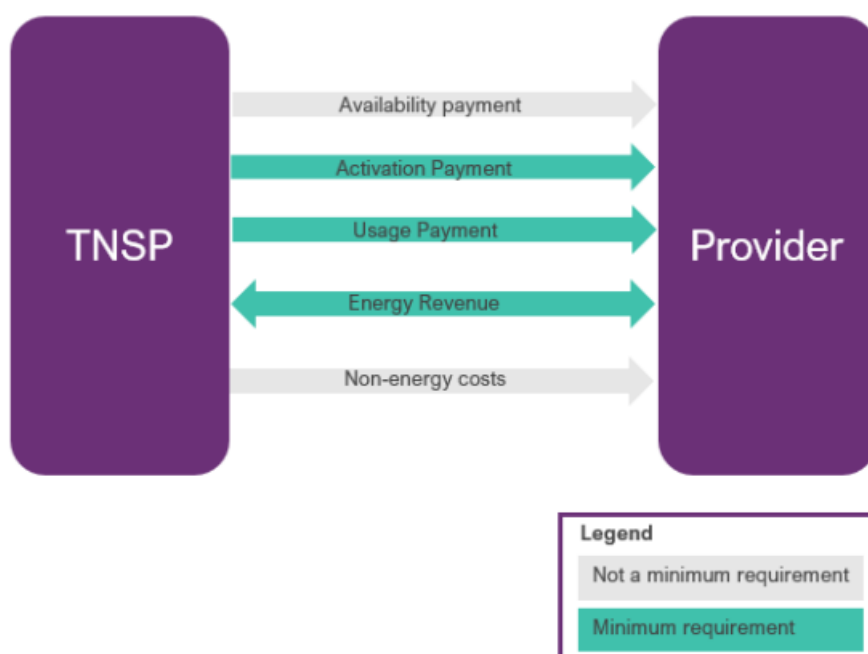 Availability payment
Activation Payment
TNSP
Usage Payment
Provider
Energy Revenue
Non-energy costs
Legend
Not a minimum requirement
Minimum requirement